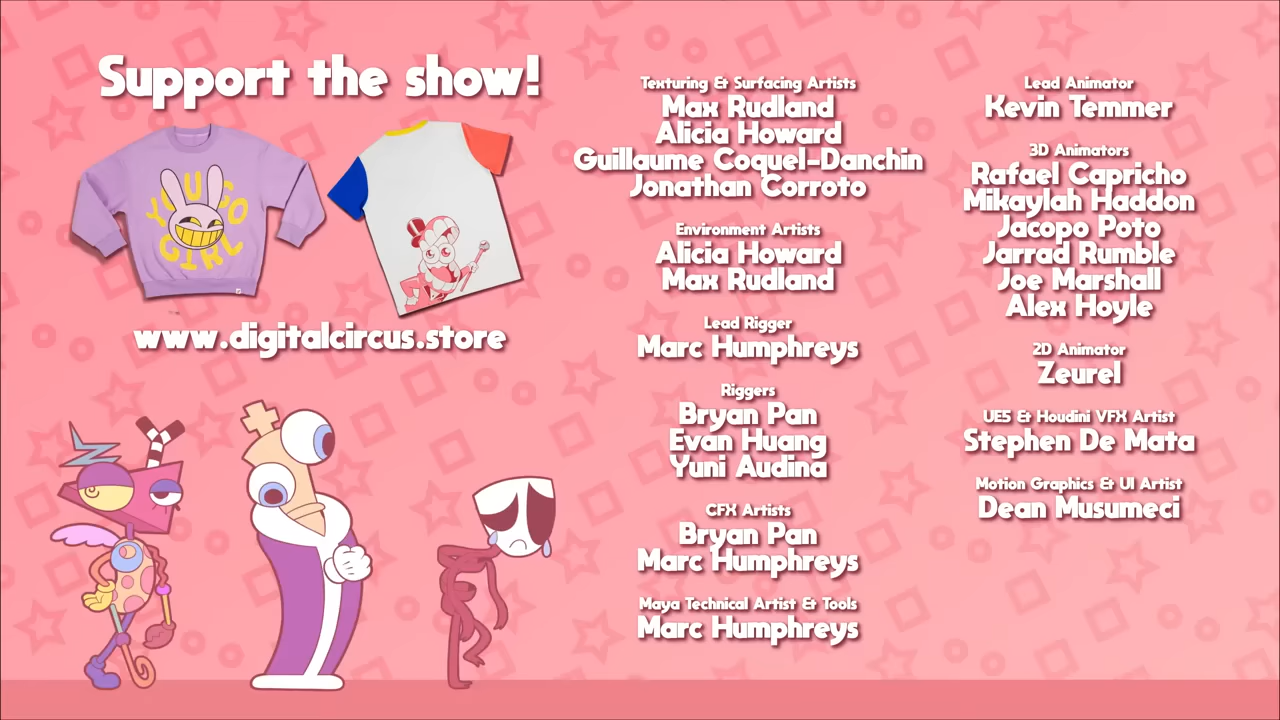 Support the show!
YOU GO
GIRL
www.digitalcircus.store
Texturing & Surfacing Artists
Max Rudland
Alicia Howard
Guillaume Coquel-Danchin
Jonathan Corroto
Environment Artists
Alicia Howard
Max Rudland
Lead Rigger
Marc Humphreys
Riggers
Bryan Pan
Evan Huang
Yuni Audina
CFX Artists
Bryan Pan
Marc Humphreys
Maya Technical Artist & Tools
Marc Humphreys
Lead Animator
Kevin Temmer
3D Animators
Rafael Capricho
Mikaylah Haddon
Jacopo Poto
Jarrad Rumble
Joe Marshall
Alex Hoyle
2D Animator
Zeurel
UE5 & Houdini VFX Artist
Stephen De Mata
Motion Graphics & UI Artist
Dean Musumeci